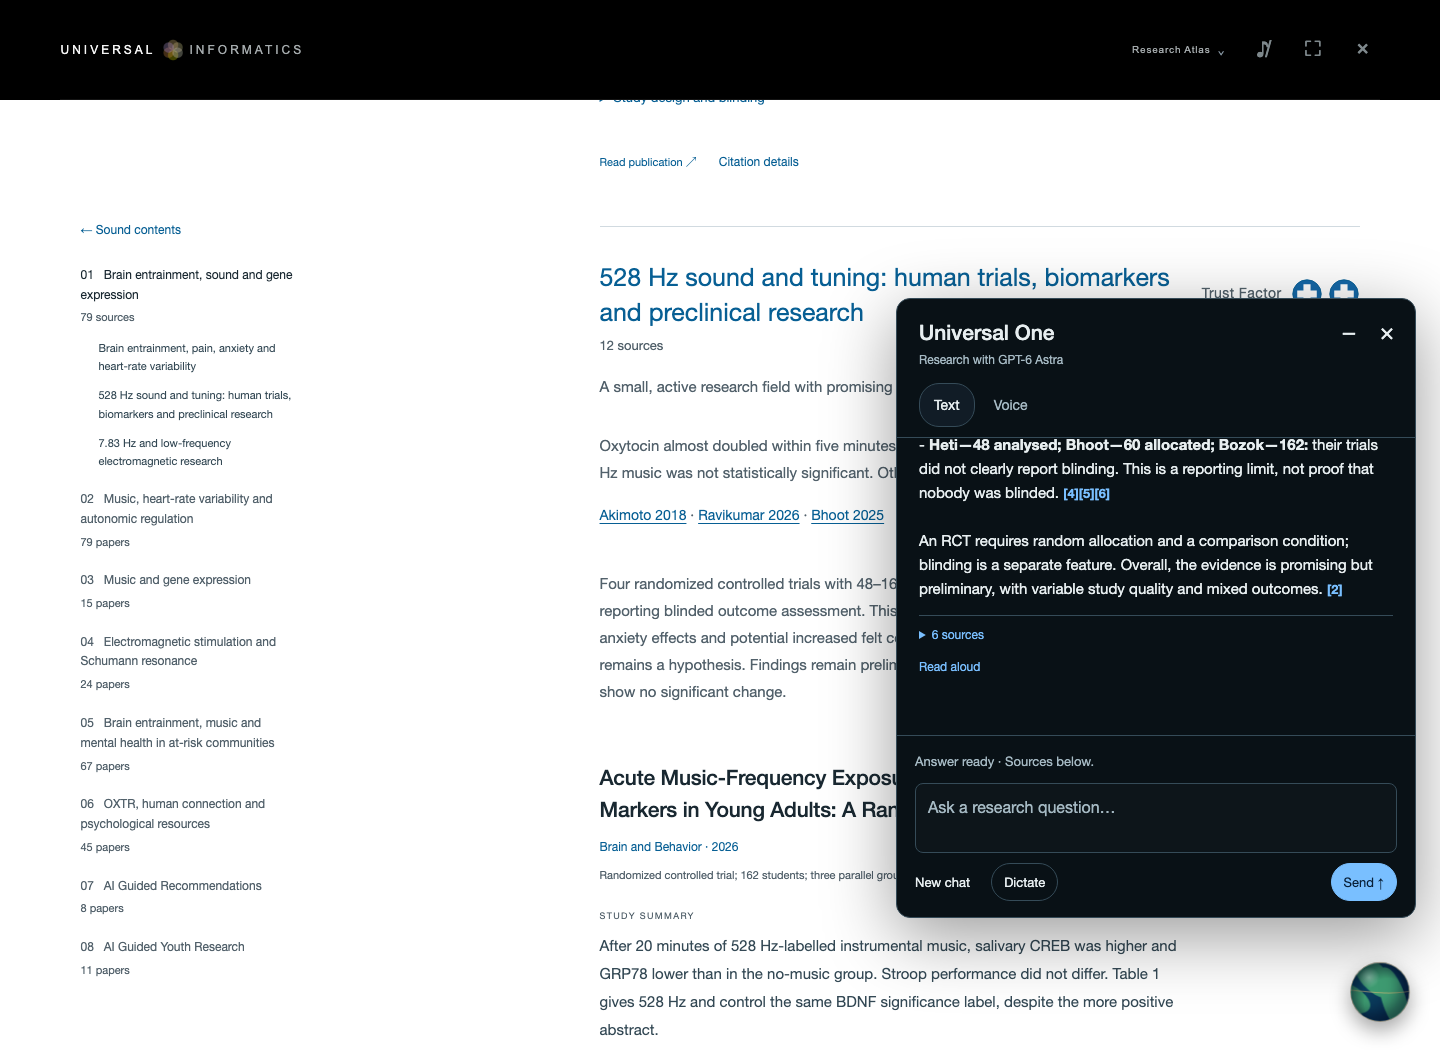 UNIVERSAL INFORMATICS
Research Atlas
Study design and blinding
Read publication ↗ Citation details
← Sound contents
01 Brain entrainment, sound and gene
expression
79 sources
Brain entrainment, pain, anxiety and
heart-rate variability
528 Hz sound and tuning: human trials,
biomarkers and preclinical research
7.83 Hz and low-frequency
electromagnetic research
02 Music, heart-rate variability and
autonomic regulation
79 papers
03 Music and gene expression
15 papers
04 Electromagnetic stimulation and
Schumann resonance
24 papers
05 Brain entrainment, music and
mental health in at-risk communities
67 papers
06 OXTR, human connection and
psychological resources
45 papers
07 AI Guided Recommendations
8 papers
08 AI Guided Youth Research
11 papers
528 Hz sound and tuning: human trials, biomarkers
and preclinical research
Trust Factor
12 sources
A small, active research field with promising
Oxytocin almost doubled within five minutes
Hz music was not statistically significant.
Akimoto 2018 · Ravikumar 2026 · Bhoot 2025
Four randomized controlled trials with
reporting blinded outcome assessment. This
anxiety effects and potential increased felt
remains a hypothesis. Findings remain
show no significant change.
Acute Music-Frequency
Markers in Young Adults: A
Brain and Behavior · 2026
Randomized controlled trial; 162 students; three parallel
STUDY SUMMARY
After 20 minutes of 528 Hz-labelled instrumental music, salivary CREB was higher and
GRP78 lower than in the no-music group. Stroop performance did not differ. Table 1
gives 528 Hz and control the same BDNF significance label, despite the more positive
abstract.
Universal One
Research with GPT-6 Astra
Text Voice
- Heti—48 analysed; Bhoot—60 allocated; Bozok—162: their trials
did not clearly report blinding. This is a reporting limit, not proof that
nobody was blinded. [4][5][6]
An RCT requires random allocation and a comparison condition;
blinding is a separate feature. Overall, the evidence is promising but
preliminary, with variable study quality and mixed outcomes. [2]
6 sources
Read aloud
Answer ready · Sources below.
Ask a research question…
New chat Dictate Send ↑